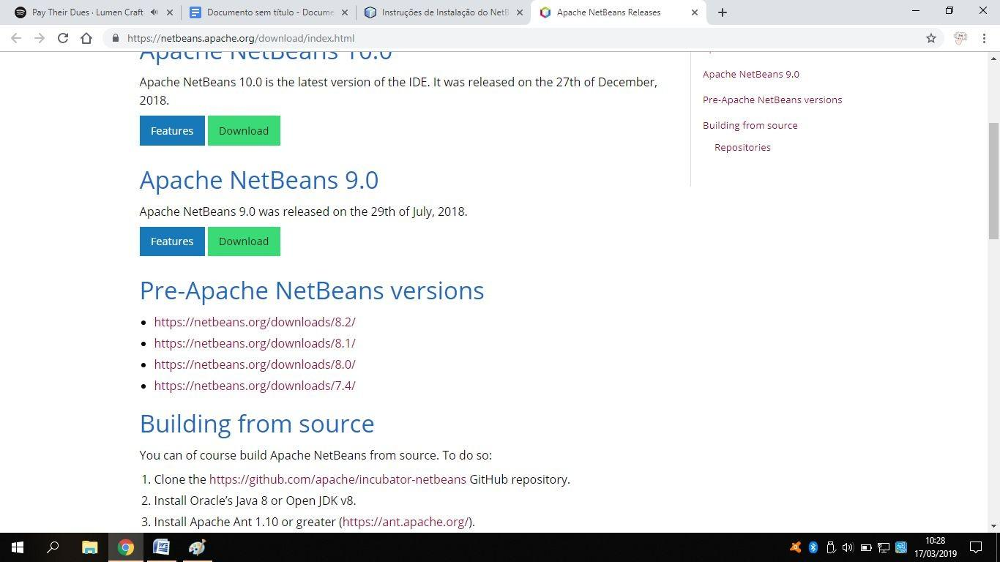 Pay Their Dues · Lumen Craft
Documento sem título - Docume
Instruções de Instalação do NetB
Apache NetBeans Releases
https://netbeans.apache.org/download/index.html
Apache NetBeans 10.0
Apache NetBeans 10.0 is the latest version of the IDE. It was released on the 27th of December,
2018.
Features
Download
Apache NetBeans 9.0
Apache NetBeans 9.0 was released on the 29th of July, 2018.
Features
Download
Pre-Apache NetBeans versions
• https://netbeans.org/downloads/8.2/
• https://netbeans.org/downloads/8.1/
• https://netbeans.org/downloads/8.0/
• https://netbeans.org/downloads/7.4/
Building from source
You can of course build Apache NetBeans from source. To do so:
1. Clone the https://github.com/apache/incubator-netbeans GitHub repository.
2. Install Oracle’s Java 8 or Open JDK v8.
3. Install Apache Ant 1.10 or greater (https://ant.apache.org/).
Apache NetBeans 9.0
Pre-Apache NetBeans versions
Building from source
Repositories
10:28
17/03/2019